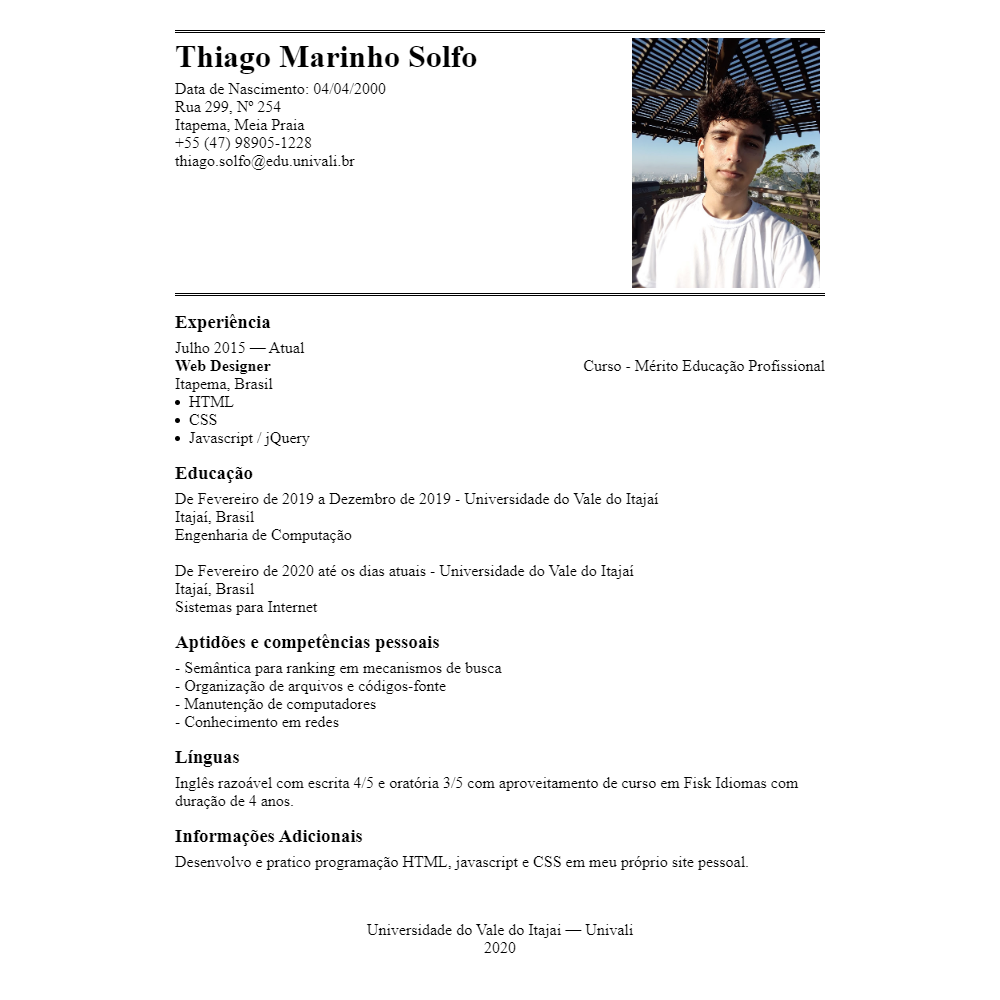 Thiago Marinho Solfo
Data de Nascimento: 04/04/2000
Rua 299, Nº 254
Itapema, Meia Praia
+55 (47) 98905-1228
thiago.solfo@edu.univali.br
Experiência
Julho 2015 — Atual
Web Designer Curso - Mérito Educação Profissional
Itapema, Brasil
• HTML
• CSS
• Javascript / jQuery
Educação
De Fevereiro de 2019 a Dezembro de 2019 - Universidade do Vale do Itajaí
Itajaí, Brasil
Engenharia de Computação
De Fevereiro de 2020 até os dias atuais - Universidade do Vale do Itajaí
Itajaí, Brasil
Sistemas para Internet
Aptidões e competências pessoais
- Semântica para ranking em mecanismos de busca
- Organização de arquivos e códigos-fonte
- Manutenção de computadores
- Conhecimento em redes
Línguas
Inglês razoável com escrita 4/5 e oratória 3/5 com aproveitamento de curso em Fisk Idiomas com
duração de 4 anos.
Informações Adicionais
Desenvolvo e pratico programação HTML, javascript e CSS em meu próprio site pessoal.
Universidade do Vale do Itajai — Univali
2020